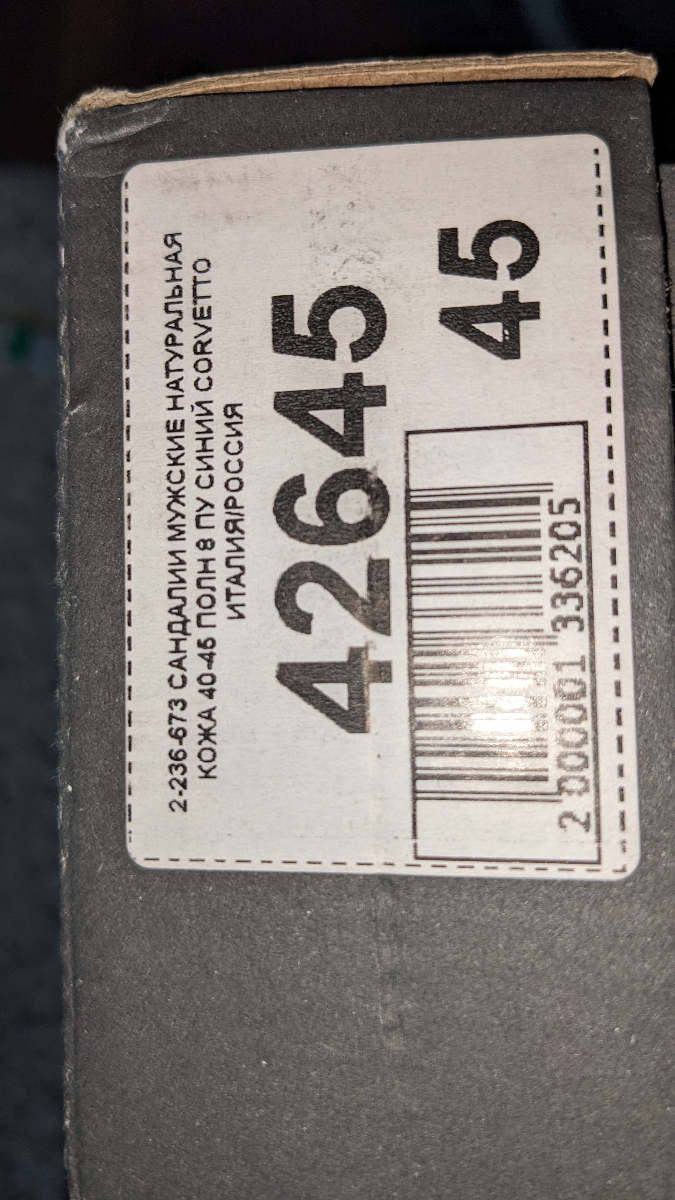 2-236-673 САНДАЛИИ МУЖСКИЕ НАТУРАЛЬНАЯ
КОЖА 40-45 ПОЛН 8 ПУ СИНИЙ CORVETTO
ИТАЛИЯ/РОССИЯ
42645
45
2 000001 336205